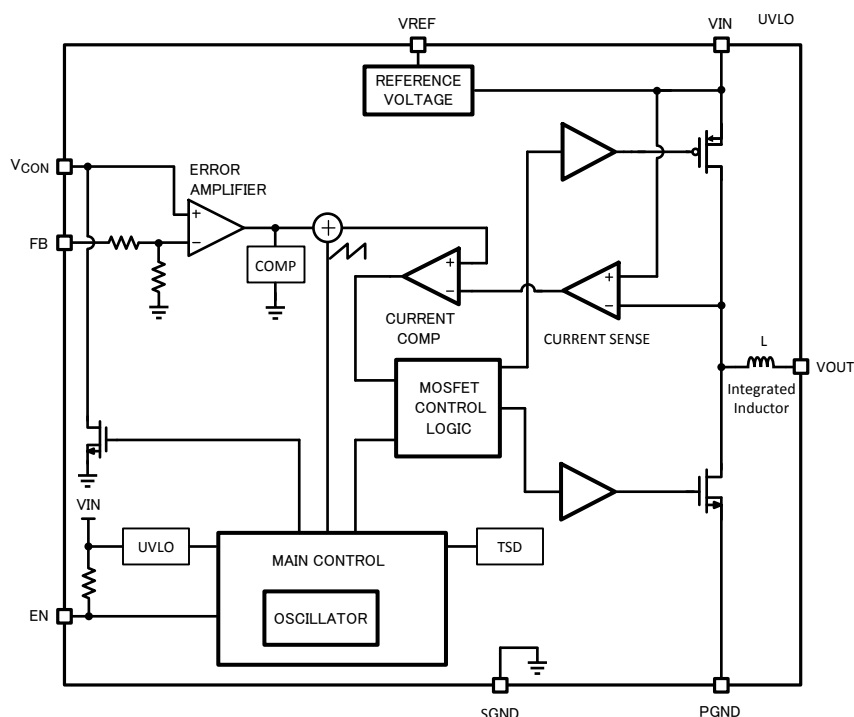 VREF
VIN
UVLO
REFERENCE
VOLTAGE
VCON
ERROR
AMPLIFIER
+
−
FB
COMP
+
+
−
CURRENT
COMP
+
−
CURRENT SENSE
L
VOUT
Integrated
Inductor
MOSFET
CONTROL
LOGIC
VIN
UVLO
MAIN CONTROL
TSD
OSCILLATOR
EN
SGND
PGND